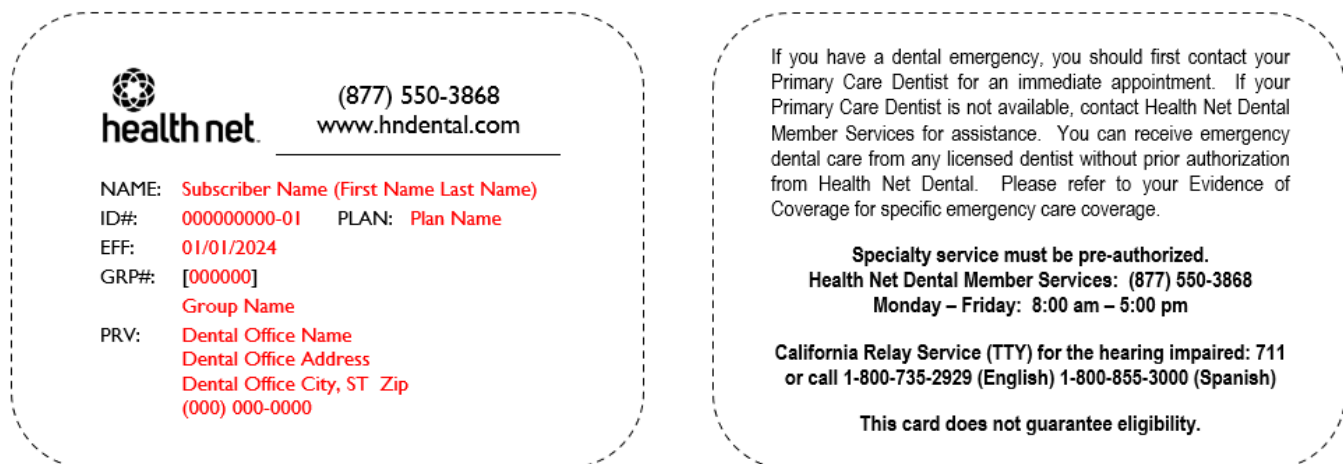 health net.
(877) 550-3868
www.hndental.com
NAME: Subscriber Name (First Name Last Name)
ID#: 000000000-01 PLAN: Plan Name
EFF: 01/01/2024
GRP#: [000000]
Group Name
PRV: Dental Office Name
Dental Office Address
Dental Office City, ST Zip
(000) 000-0000
If you have a dental emergency, you should first contact your
Primary Care Dentist for an immediate appointment. If your
Primary Care Dentist is not available, contact Health Net Dental
Member Services for assistance. You can receive emergency
dental care from any licensed dentist without prior authorization
from Health Net Dental. Please refer to your Evidence of
Coverage for specific emergency care coverage.
Specialty service must be pre-authorized.
Health Net Dental Member Services: (877) 550-3868
Monday – Friday: 8:00 am – 5:00 pm
California Relay Service (TTY) for the hearing impaired: 711
or call 1-800-735-2929 (English) 1-800-855-3000 (Spanish)
This card does not guarantee eligibility.